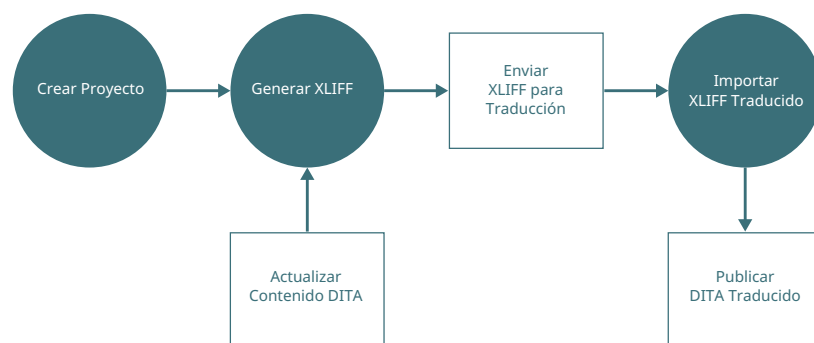 Crear Proyecto
Generar XLIFF
Enviar
XLIFF para
Traducción
Importar
XLIFF Traducido
Actualizar
Contenido DITA
Publicar
DITA Traducido